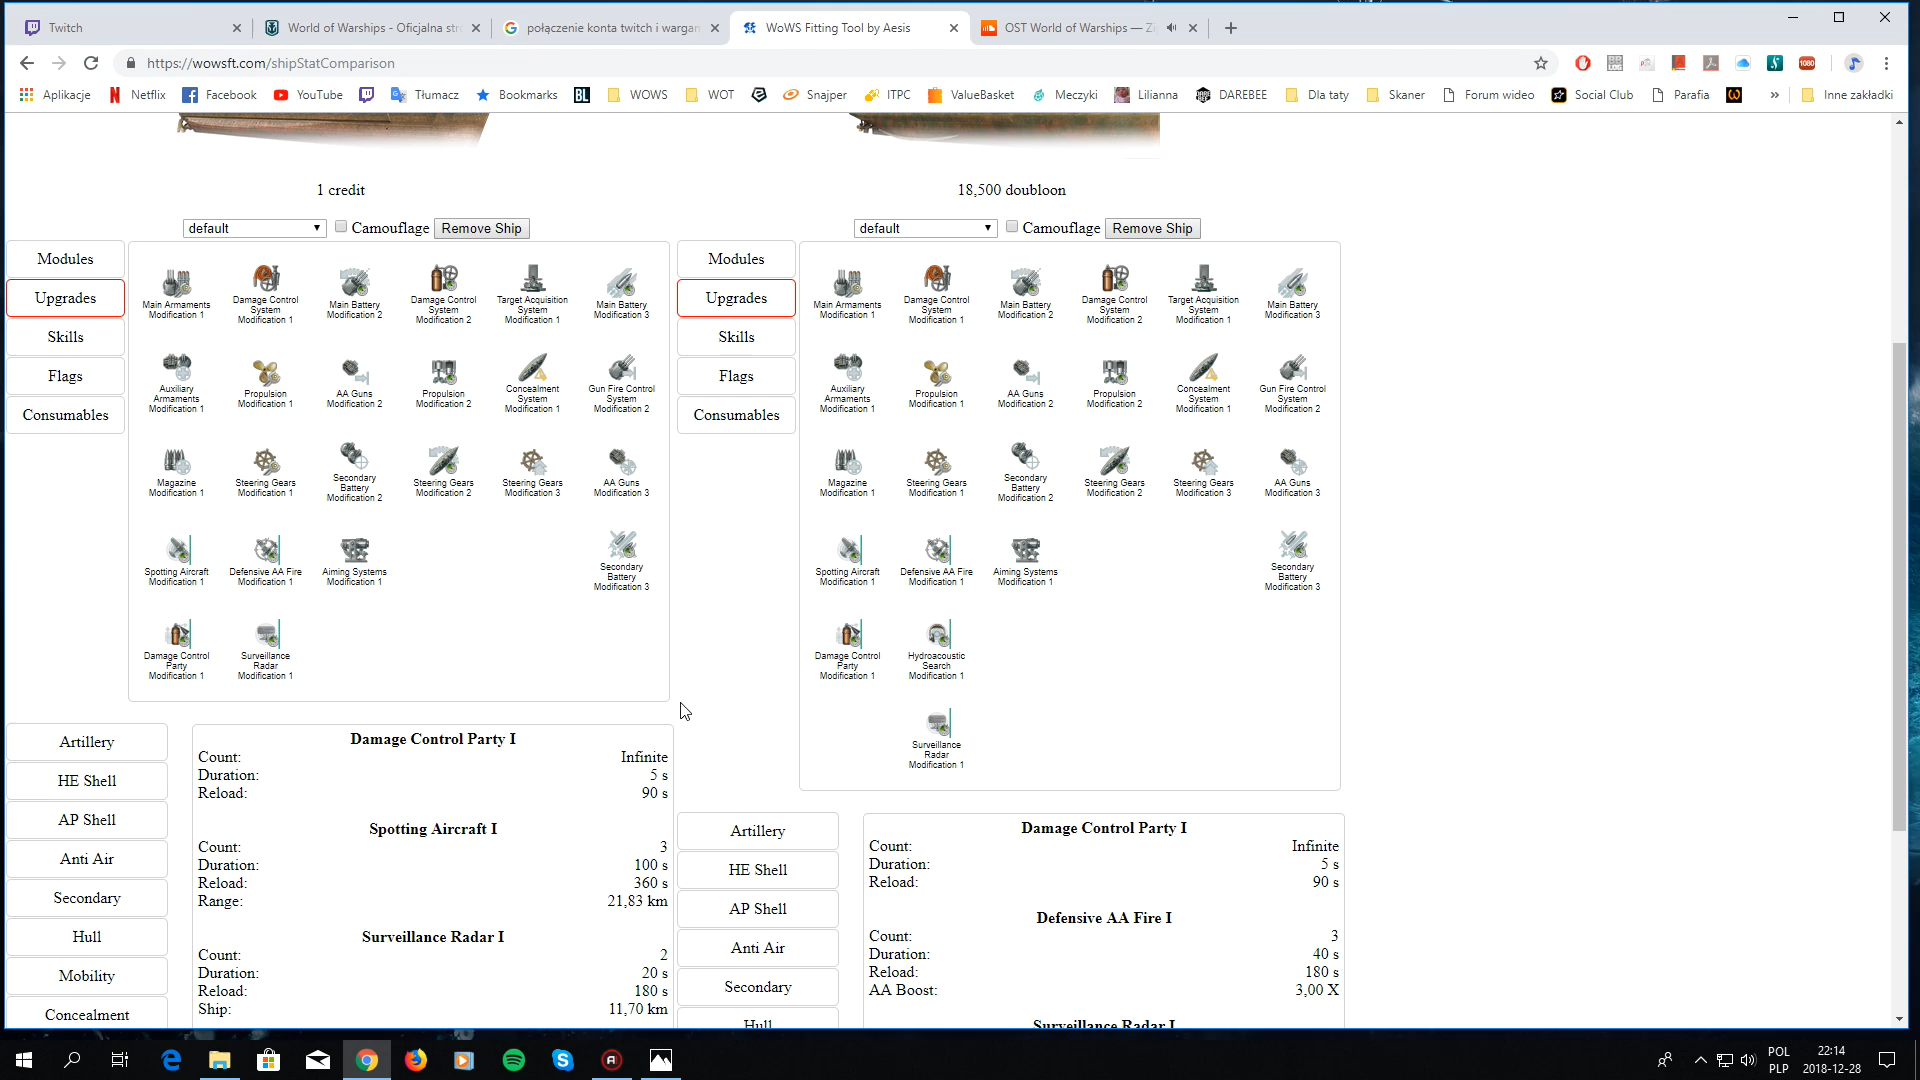 Twitch
World of Warships - Oficjalna str
połączenie konta twitch i wargam
WoWS Fitting Tool by Aesis
OST World of Warships — Zip
https://wowsft.com/shipStatComparison
Aplikacje
Netflix
Facebook
YouTube
Tłumacz
Bookmarks
BL
WOWS
WOT
Snajper
ITPC
ValueBasket
Meczyki
Lilianna
DAREBEE
Dla taty
Skaner
Forum wideo
Social Club
Parafia
»
Inne zakładki
1 credit
default
Camouflage
Remove Ship
Modules
Upgrades
Skills
Flags
Consumables
Main Armaments
Modification 1
Damage Control
System
Modification 1
Main Battery
Modification 2
Damage Control
System
Modification 2
Target Acquisition
System
Modification 1
Main Battery
Modification 3
Auxiliary
Armaments
Modification 1
Propulsion
Modification 1
AA Guns
Modification 2
Propulsion
Modification 2
Concealment
System
Modification 1
Gun Fire Control
System
Modification 2
Magazine
Modification 1
Steering Gears
Modification 1
Secondary
Battery
Modification 2
Steering Gears
Modification 2
Steering Gears
Modification 3
AA Guns
Modification 3
Spotting Aircraft
Modification 1
Defensive AA Fire
Modification 1
Aiming Systems
Modification 1
Secondary
Battery
Modification 3
Damage Control
Party
Modification 1
Surveillance
Radar
Modification 1
Artillery
HE Shell
AP Shell
Anti Air
Secondary
Hull
Mobility
Concealment
Damage Control Party I
Count: Infinite
Duration: 5 s
Reload: 90 s
Spotting Aircraft I
Count: 3
Duration: 100 s
Reload: 360 s
Range: 21,83 km
Surveillance Radar I
Count: 2
Duration: 20 s
Reload: 180 s
Ship: 11,70 km
18,500 doubloon
default
Camouflage
Remove Ship
Modules
Upgrades
Skills
Flags
Consumables
Main Armaments
Modification 1
Damage Control
System
Modification 1
Main Battery
Modification 2
Damage Control
System
Modification 2
Target Acquisition
System
Modification 1
Main Battery
Modification 3
Auxiliary
Armaments
Modification 1
Propulsion
Modification 1
AA Guns
Modification 2
Propulsion
Modification 2
Concealment
System
Modification 1
Gun Fire Control
System
Modification 2
Magazine
Modification 1
Steering Gears
Modification 1
Secondary
Battery
Modification 2
Steering Gears
Modification 2
Steering Gears
Modification 3
AA Guns
Modification 3
Spotting Aircraft
Modification 1
Defensive AA Fire
Modification 1
Aiming Systems
Modification 1
Secondary
Battery
Modification 3
Damage Control
Party
Modification 1
Hydroacoustic
Search
Modification 1
Surveillance
Radar
Modification 1
Artillery
HE Shell
AP Shell
Anti Air
Secondary
Hull
Damage Control Party I
Count: Infinite
Duration: 5 s
Reload: 90 s
Defensive AA Fire I
Count: 3
Duration: 40 s
Reload: 180 s
AA Boost: 3,00 X
Surveillance Radar I
POL
PLP
22:14
2018-12-28